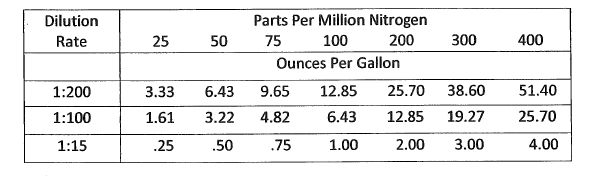 Dilution Parts Per Million Nitrogen
Rate 25 50 75 100 200 300 400
Ounces Per Gallon
1:200 3.33 6.43 9.65 12.85 25.70 38.60 51.40
1:100 1.61 3.22 4.82 6.43 12.85 19.27 25.70
1:15 .25 .50 .75 1.00 2.00 3.00 4.00